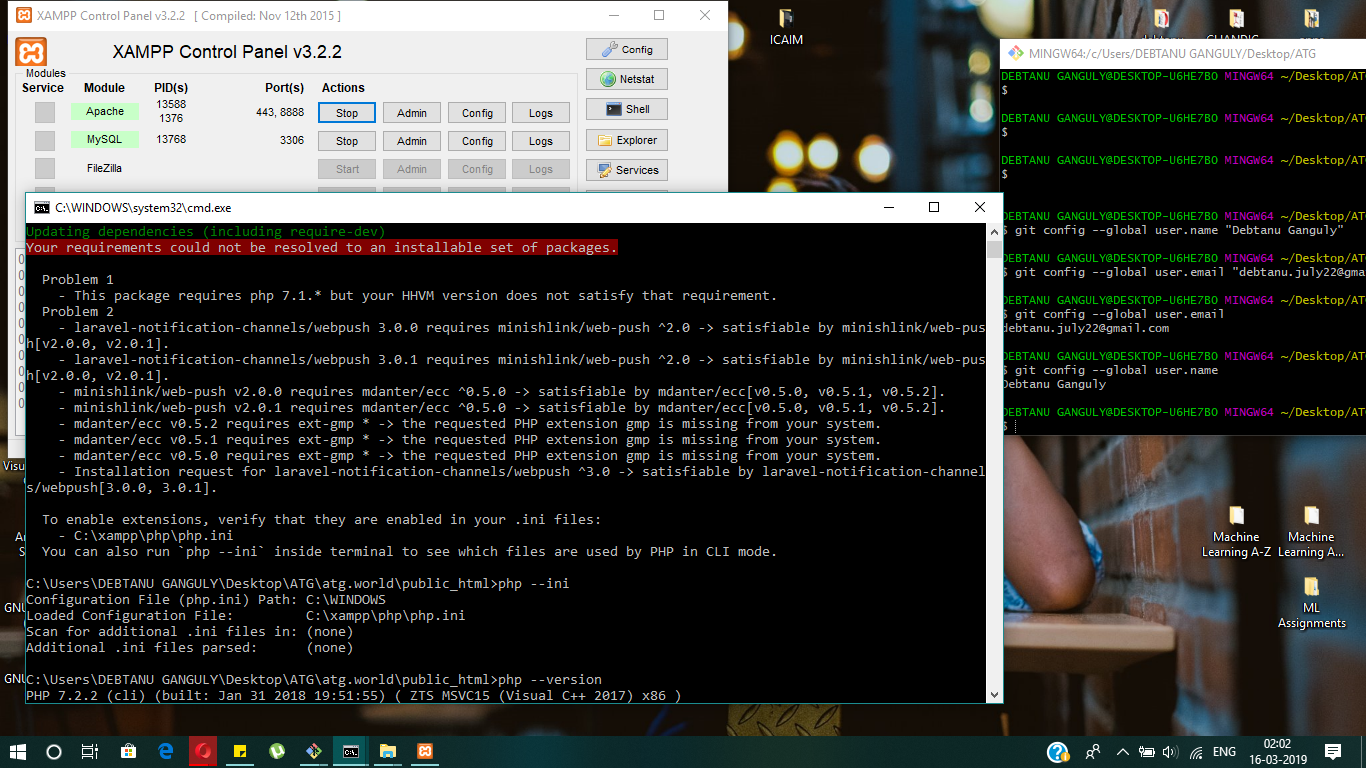 XAMPP Control Panel v3.2.2 [ Compiled: Nov 12th 2015 ]
XAMPP Control Panel v3.2.2
Modules
Service Module PID(s) Port(s) Actions
Apache 13588 1376 443, 8888 Stop Admin Config Logs
MySQL 13768 3306 Stop Admin Config Logs
FileZilla Start Admin Config Logs
Config
Netstat
Shell
Explorer
Services
C:\WINDOWS\system32\cmd.exe
Updating dependencies (including require-dev)
Your requirements could not be resolved to an installable set of packages.
Problem 1
- This package requires php 7.1.* but your HHVM version does not satisfy that requirement.
Problem 2
- laravel-notification-channels/webpush 3.0.0 requires minishlink/web-push ^2.0 -> satisfiable by minishlink/web-pus
h[v2.0.0, v2.0.1].
- laravel-notification-channels/webpush 3.0.1 requires minishlink/web-push ^2.0 -> satisfiable by minishlink/web-pus
h[v2.0.0, v2.0.1].
- minishlink/web-push v2.0.0 requires mdanter/ecc ^0.5.0 -> satisfiable by mdanter/ecc[v0.5.0, v0.5.1, v0.5.2].
- minishlink/web-push v2.0.1 requires mdanter/ecc ^0.5.0 -> satisfiable by mdanter/ecc[v0.5.0, v0.5.1, v0.5.2].
- mdanter/ecc v0.5.2 requires ext-gmp * -> the requested PHP extension gmp is missing from your system.
- mdanter/ecc v0.5.1 requires ext-gmp * -> the requested PHP extension gmp is missing from your system.
- mdanter/ecc v0.5.0 requires ext-gmp * -> the requested PHP extension gmp is missing from your system.
- Installation request for laravel-notification-channels/webpush ^3.0 -> satisfiable by laravel-notification-channel
s/webpush[3.0.0, 3.0.1].
To enable extensions, verify that they are enabled in your .ini files:
- C:\xampp\php\php.ini
You can also run `php --ini` inside terminal to see which files are used by PHP in CLI mode.
C:\Users\DEBTANU GANGULY\Desktop\ATG\atg.world\public_html>php --ini
Configuration File (php.ini) Path: C:\WINDOWS
Loaded Configuration File: C:\xampp\php\php.ini
Scan for additional .ini files in: (none)
Additional .ini files parsed: (none)
C:\Users\DEBTANU GANGULY\Desktop\ATG\atg.world\public_html>php --version
PHP 7.2.2 (cli) (built: Jan 31 2018 19:51:55) ( ZTS MSVC15 (Visual C++ 2017) x86 )
ICAIM
MINGW64:/c/Users/DEBTANU GANGULY/Desktop/ATG
DEBTANU GANGULY@DESKTOP-U6HE7BO MINGW64 ~/Desktop/ATG
$
DEBTANU GANGULY@DESKTOP-U6HE7BO MINGW64 ~/Desktop/ATG
$
DEBTANU GANGULY@DESKTOP-U6HE7BO MINGW64 ~/Desktop/ATG
$
DEBTANU GANGULY@DESKTOP-U6HE7BO MINGW64 ~/Desktop/ATG
$ git config --global user.name "Debtanu Ganguly"
DEBTANU GANGULY@DESKTOP-U6HE7BO MINGW64 ~/Desktop/ATG
$ git config --global user.email "debtanu.july22@gma
DEBTANU GANGULY@DESKTOP-U6HE7BO MINGW64 ~/Desktop/ATG
$ git config --global user.email
debtanu.july22@gmail.com
DEBTANU GANGULY@DESKTOP-U6HE7BO MINGW64 ~/Desktop/ATG
$ git config --global user.name
Debtanu Ganguly
DEBTANU GANGULY@DESKTOP-U6HE7BO MINGW64 ~/Desktop/ATG
$
Machine Learning A-Z
Machine Learning A...
ML Assignments
Visu
GNU
GNU
ENG
02:02
16-03-2019